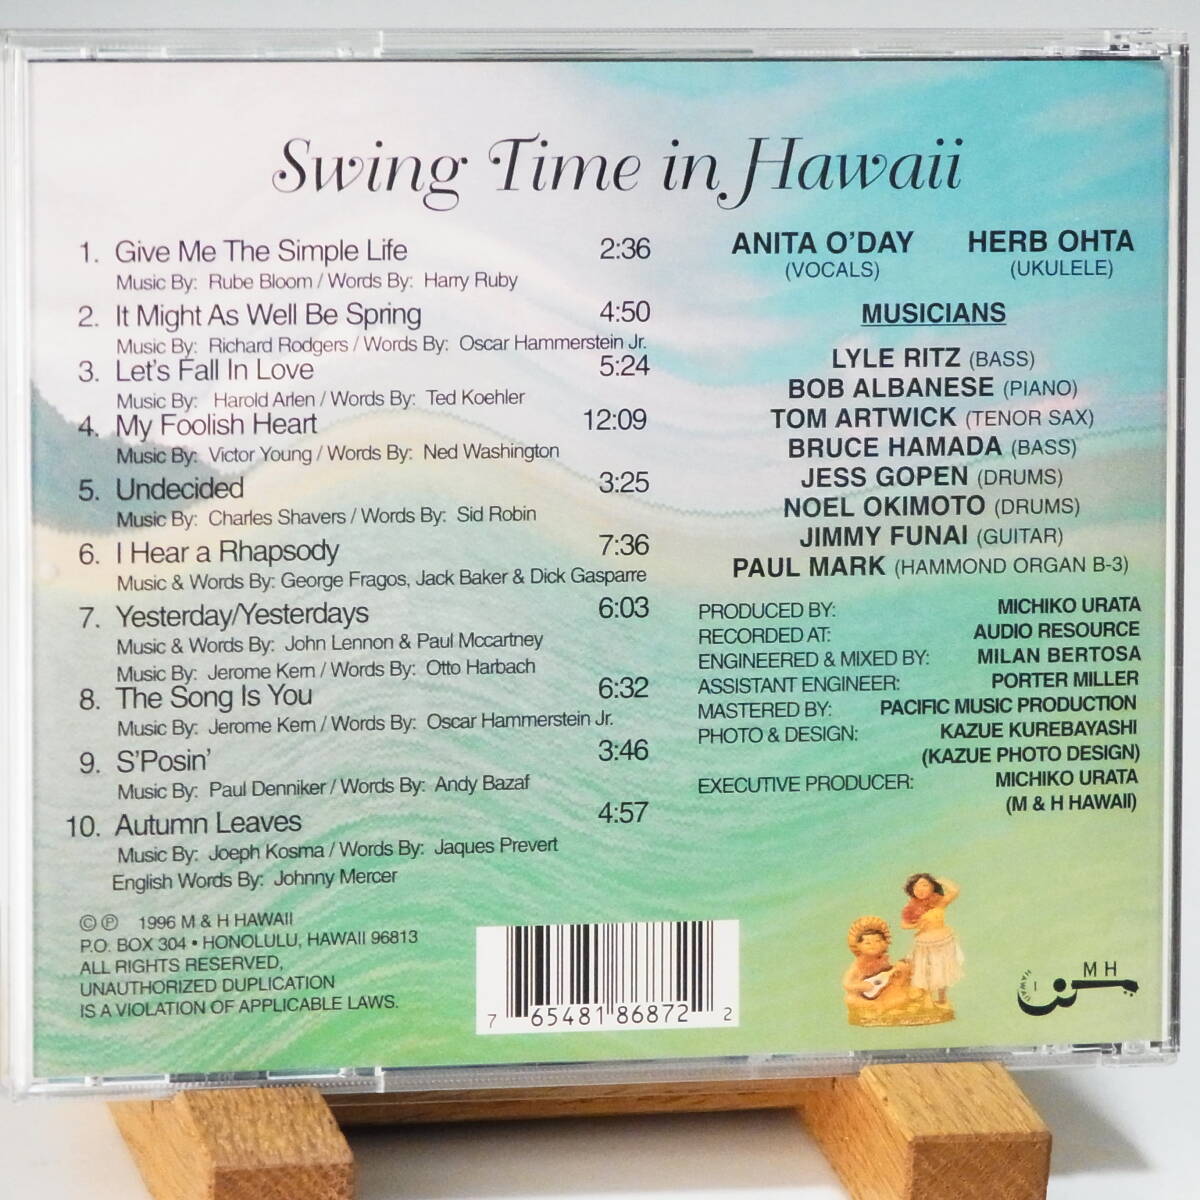 Swing Time in Hawaii
1. Give Me The Simple Life 2:36
Music By: Rube Bloom / Words By: Harry Ruby
2. It Might As Well Be Spring 4:50
Music By: Richard Rodgers / Words By: Oscar Hammerstein Jr.
3. Let's Fall In Love 5:24
Music By: Harold Arlen / Words By: Ted Koehler
4. My Foolish Heart 12:09
Music By: Victor Young / Words By: Ned Washington
5. Undecided 3:25
Music By: Charles Shavers / Words By: Sid Robin
6. I Hear a Rhapsody 7:36
Music & Words By: George Fragos, Jack Baker & Dick Gasparre
7. Yesterday/Yesterdays 6:03
Music & Words By: John Lennon & Paul Mccartney
Music By: Jerome Kern / Words By: Otto Harbach
8. The Song Is You 6:32
Music By: Jerome Kern / Words By: Oscar Hammerstein Jr.
9. S'Posin' 3:46
Music By: Paul Denniker / Words By: Andy Bazaf
10. Autumn Leaves 4:57
Music By: Joeph Kosma / Words By: Jaques Prevert
English Words By: Johnny Mercer
© ℗ 1996 M & H HAWAII
P.O. BOX 304 • HONOLULU, HAWAII 96813
ALL RIGHTS RESERVED,
UNAUTHORIZED DUPLICATION
IS A VIOLATION OF APPLICABLE LAWS.
ANITA O'DAY HERB OHTA
(VOCALS) (UKULELE)
MUSICIANS
LYLE RITZ (BASS)
BOB ALBANESE (PIANO)
TOM ARTWICK (TENOR SAX)
BRUCE HAMADA (BASS)
JESS GOPEN (DRUMS)
NOEL OKIMOTO (DRUMS)
JIMMY FUNAI (GUITAR)
PAUL MARK (HAMMOND ORGAN B-3)
PRODUCED BY: MICHIKO URATA
RECORDED AT: AUDIO RESOURCE
ENGINEERED & MIXED BY: MILAN BERTOSA
ASSISTANT ENGINEER: PORTER MILLER
MASTERED BY: PACIFIC MUSIC PRODUCTION
PHOTO & DESIGN: KAZUE KUREBAYASHI
(KAZUE PHOTO DESIGN)
EXECUTIVE PRODUCER: MICHIKO URATA
(M & H HAWAII)
7 65481 86872 2
M H
HAWAII